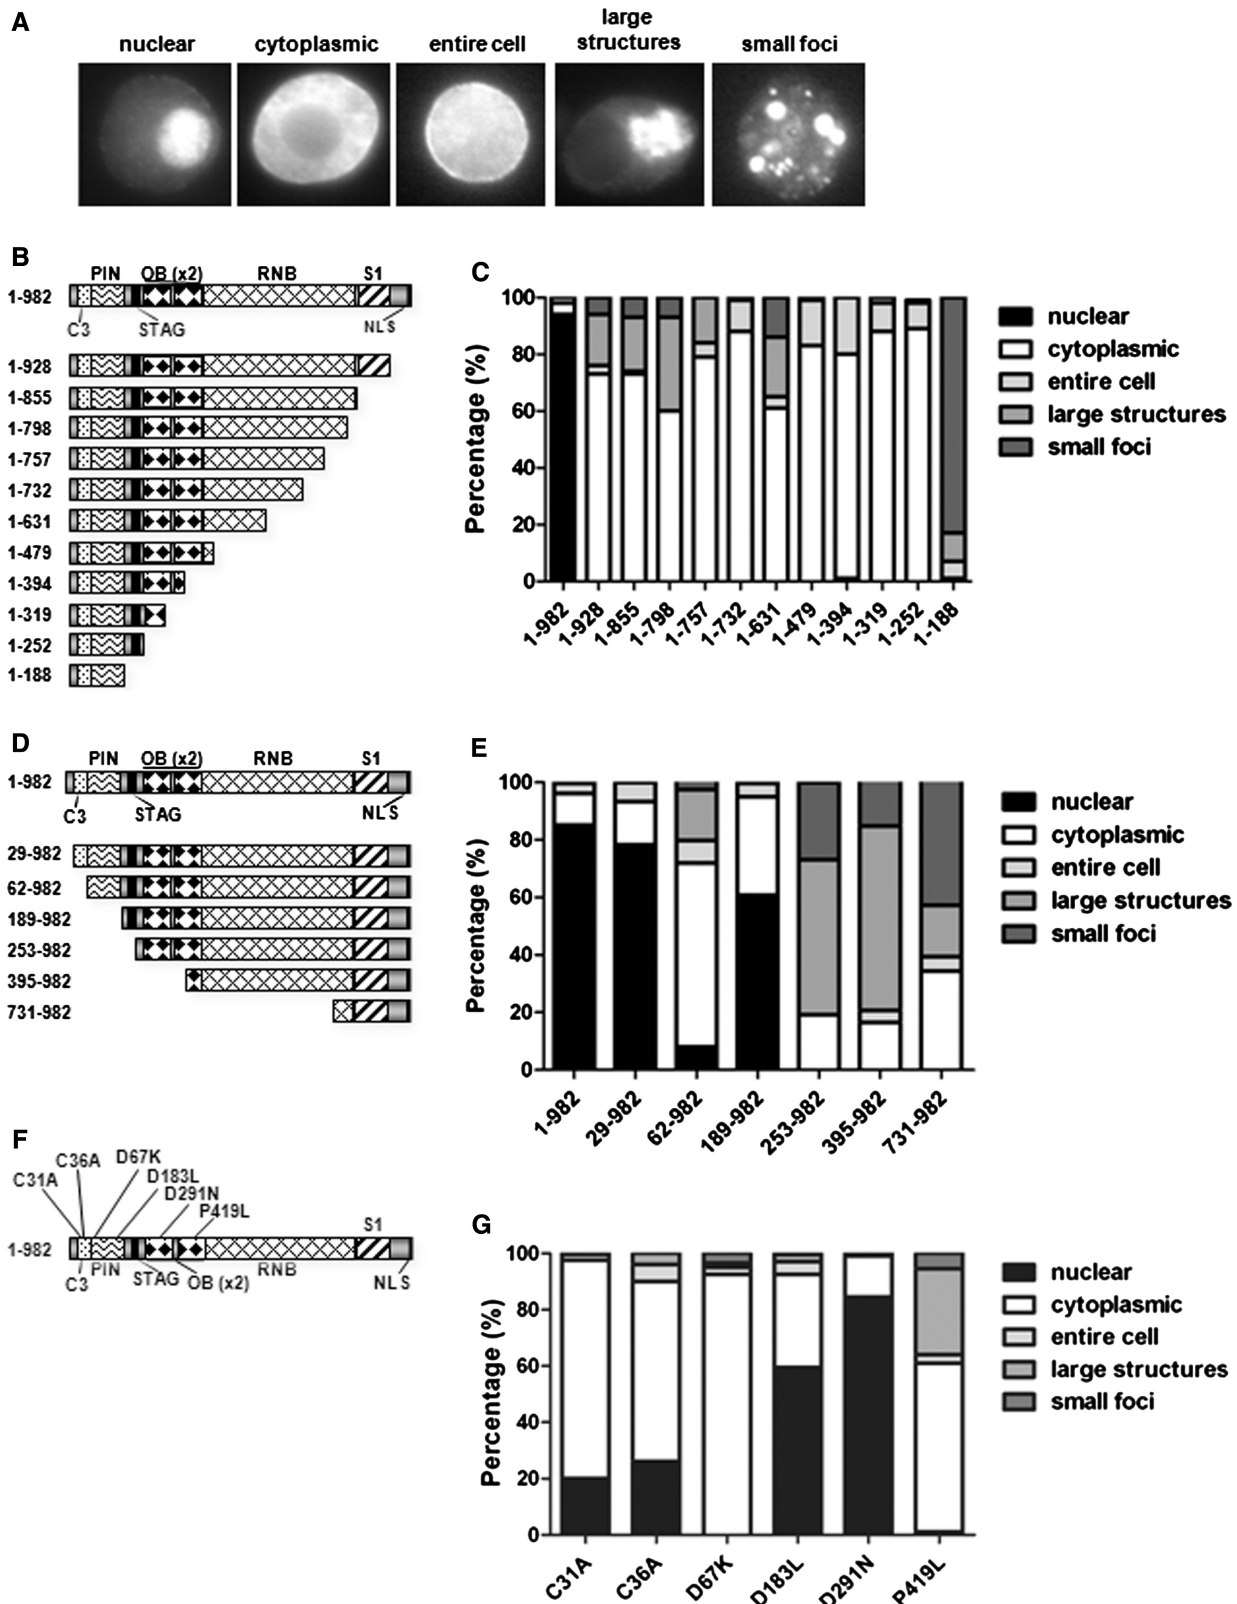 A
nuclear
cytoplasmic
entire cell
large
structures
small foci
B
PIN
OB (x2)
RNB
S1
1-982
C3
STAG
NLS
1-928
1-855
1-798
1-757
1-732
1-631
1-479
1-394
1-319
1-252
1-188
C
Percentage (%)
100
80
60
40
20
0
1-982
1-928
1-855
1-798
1-757
1-732
1-631
1-479
1-394
1-319
1-252
1-188
nuclear
cytoplasmic
entire cell
large structures
small foci
D
PIN
OB (x2)
RNB
S1
1-982
C3
STAG
NLS
29-982
62-982
189-982
253-982
395-982
731-982
E
Percentage (%)
100
80
60
40
20
0
1-982
29-982
62-982
189-982
253-982
395-982
731-982
nuclear
cytoplasmic
entire cell
large structures
small foci
F
C31A
C36A
D67K
D183L
D291N
P419L
S1
1-982
C3
PIN
STAG
OB (x2)
RNB
NLS
G
Percentage (%)
100
80
60
40
20
0
C31A
C36A
D67K
D183L
D291N
P419L
nuclear
cytoplasmic
entire cell
large structures
small foci